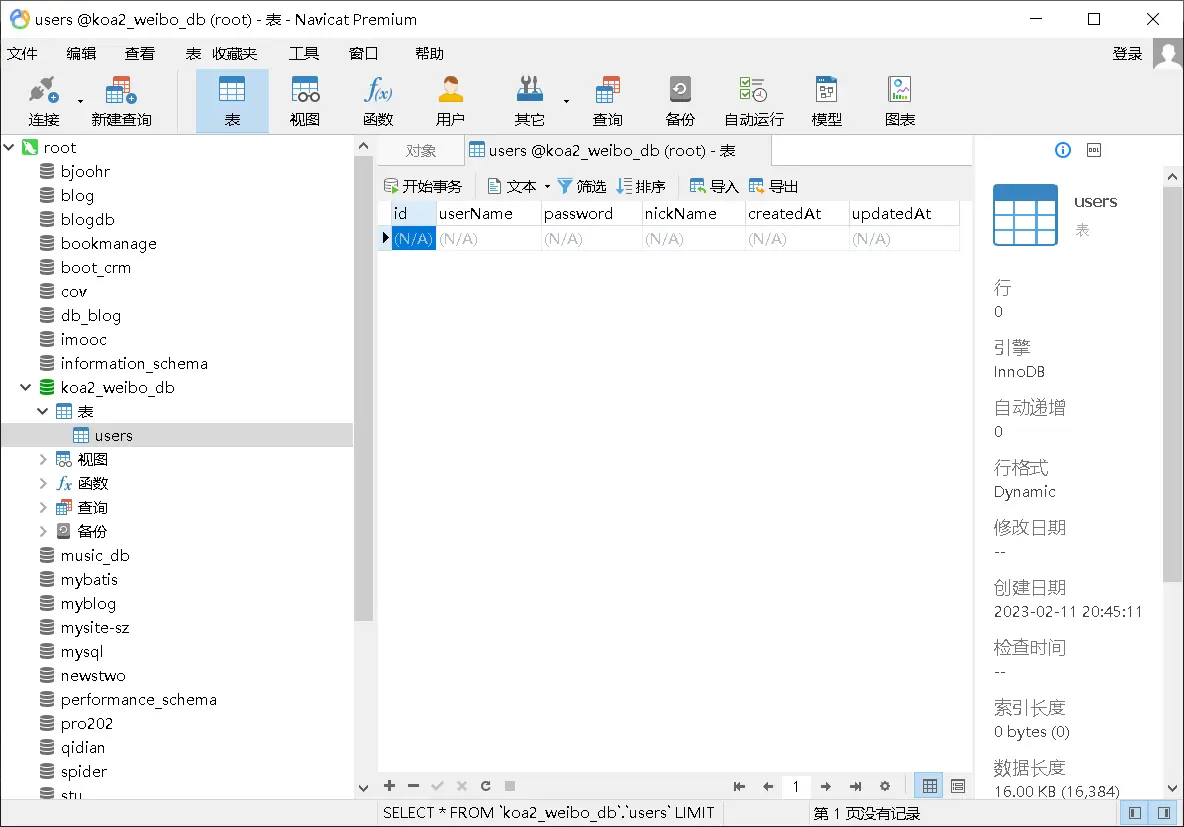 users @koa2_weibo_db (root) - 表 - Navicat Premium
文件 编辑 查看 表 收藏夹 工具 窗口 帮助 登录
连接 新建查询 表 视图 函数 用户 其它 查询 备份 自动运行 模型 图表
root
bjoohr
blog
blogdb
bookmanage
boot_crm
cov
db_blog
imooc
information_schema
koa2_weibo_db
表
users
视图
函数
查询
备份
music_db
mybatis
myblog
mysite-sz
mysql
newstwo
performance_schema
pro202
qidian
spider
stu
对象 users @koa2_weibo_db (root) - 表
开始事务 文本 筛选 排序 导入 导出
id userName password nickName createdAt updatedAt
(N/A) (N/A) (N/A) (N/A) (N/A) (N/A)
1
SELECT * FROM `koa2_weibo_db`.`users` LIMIT
第 1 页没有记录
users
表
行
0
引擎
InnoDB
自动递增
0
行格式
Dynamic
修改日期
--
创建日期
2023-02-11 20:45:11
检查时间
--
索引长度
0 bytes (0)
数据长度
16.00 KB (16,384)